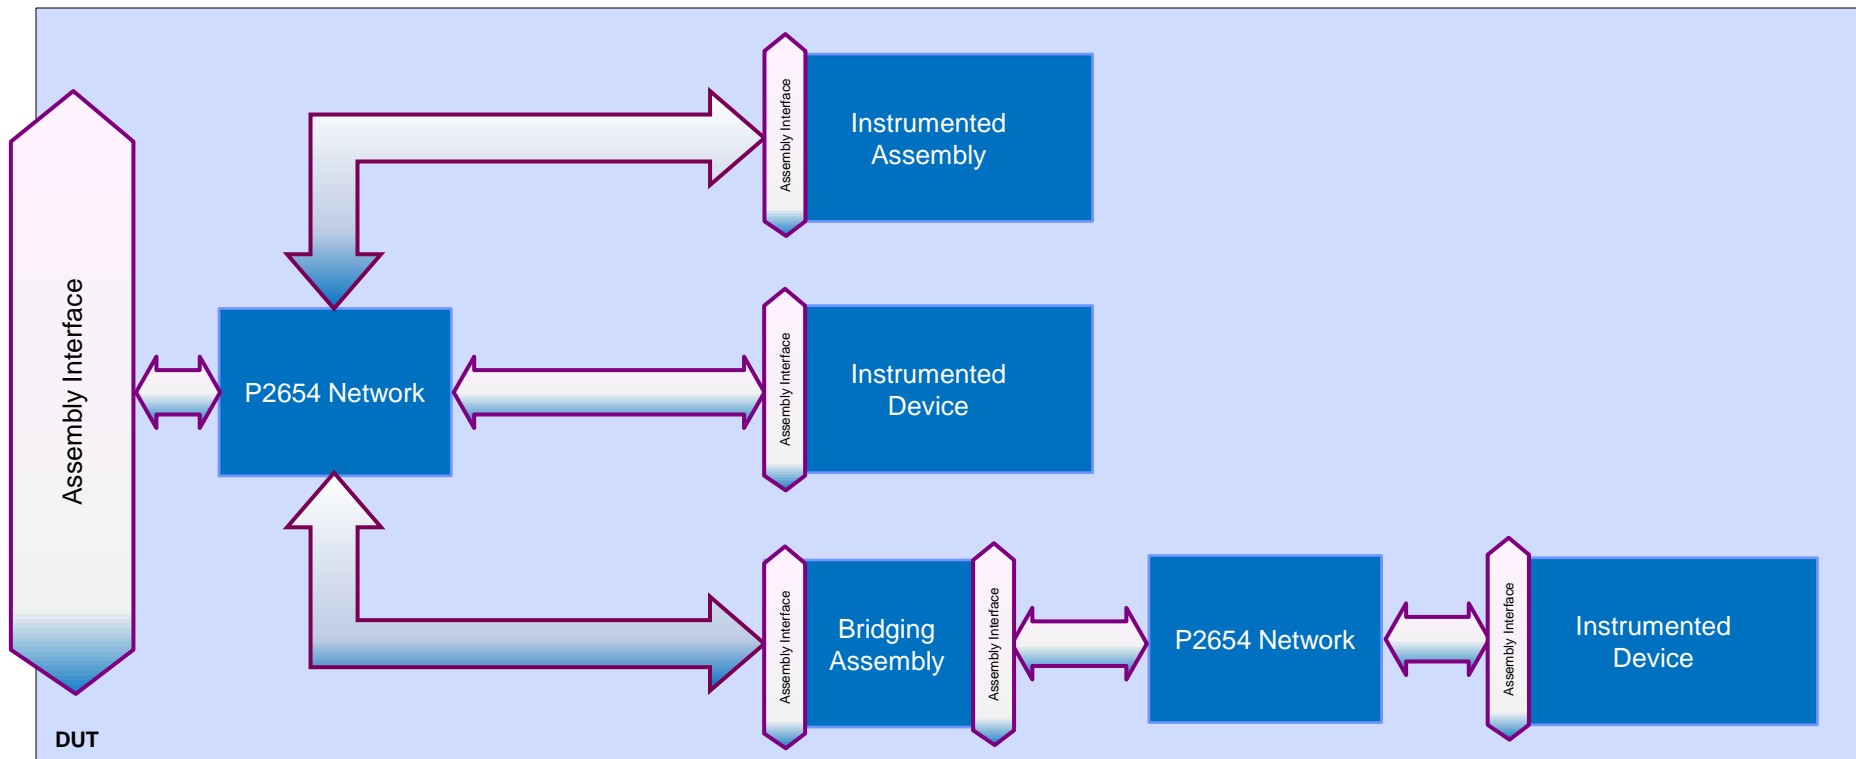 Assembly Interface
Instrumented
Assembly
Assembly Interface
P2654 Network
Assembly Interface
Instrumented
Device
Assembly Interface
Bridging
Assembly
Assembly Interface
P2654 Network
Assembly Interface
Instrumented
Device
DUT